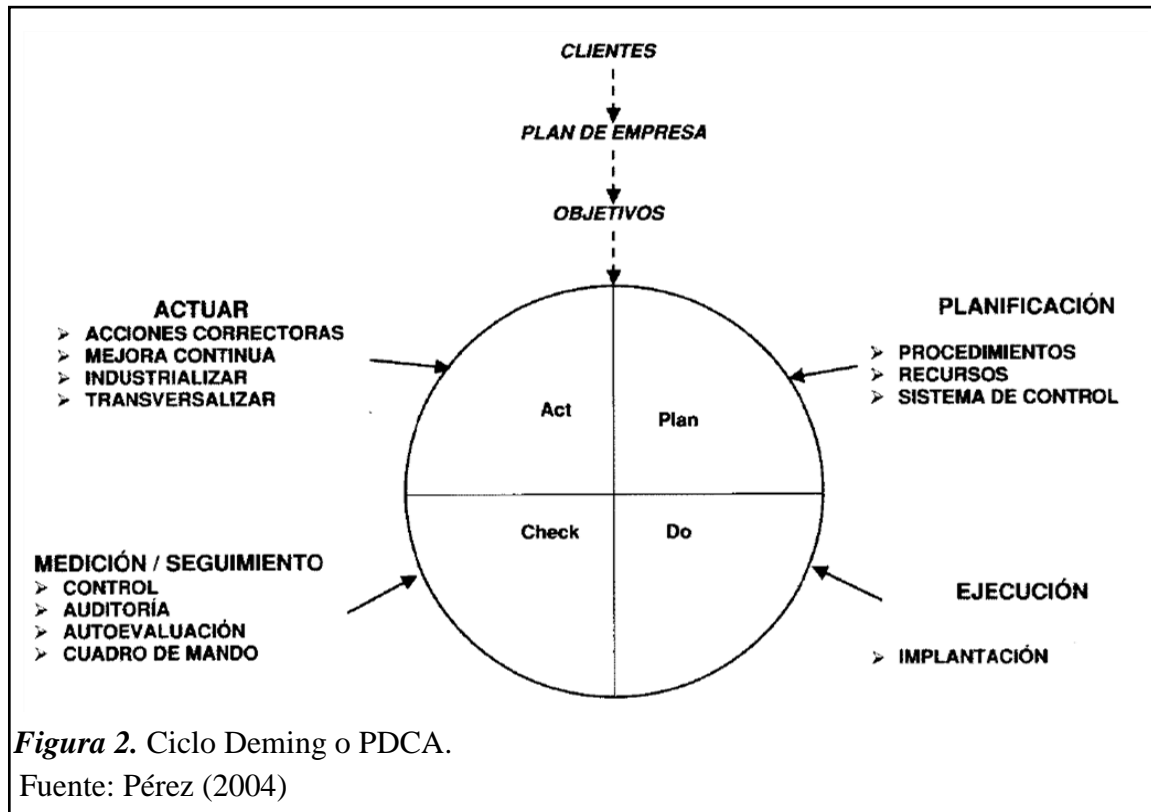 CLIENTES
PLAN DE EMPRESA
OBJETIVOS
ACTUAR
➢ ACCIONES CORRECTORAS
➢ MEJORA CONTINUA
➢ INDUSTRIALIZAR
➢ TRANSVERSALIZAR
PLANIFICACIÓN
➢ PROCEDIMIENTOS
➢ RECURSOS
➢ SISTEMA DE CONTROL
Act
Plan
Check
Do
MEDICIÓN / SEGUIMIENTO
➢ CONTROL
➢ AUDITORÍA
➢ AUTOEVALUACIÓN
➢ CUADRO DE MANDO
EJECUCIÓN
➢ IMPLANTACIÓN
Figura 2. Ciclo Deming o PDCA.
Fuente: Pérez (2004)